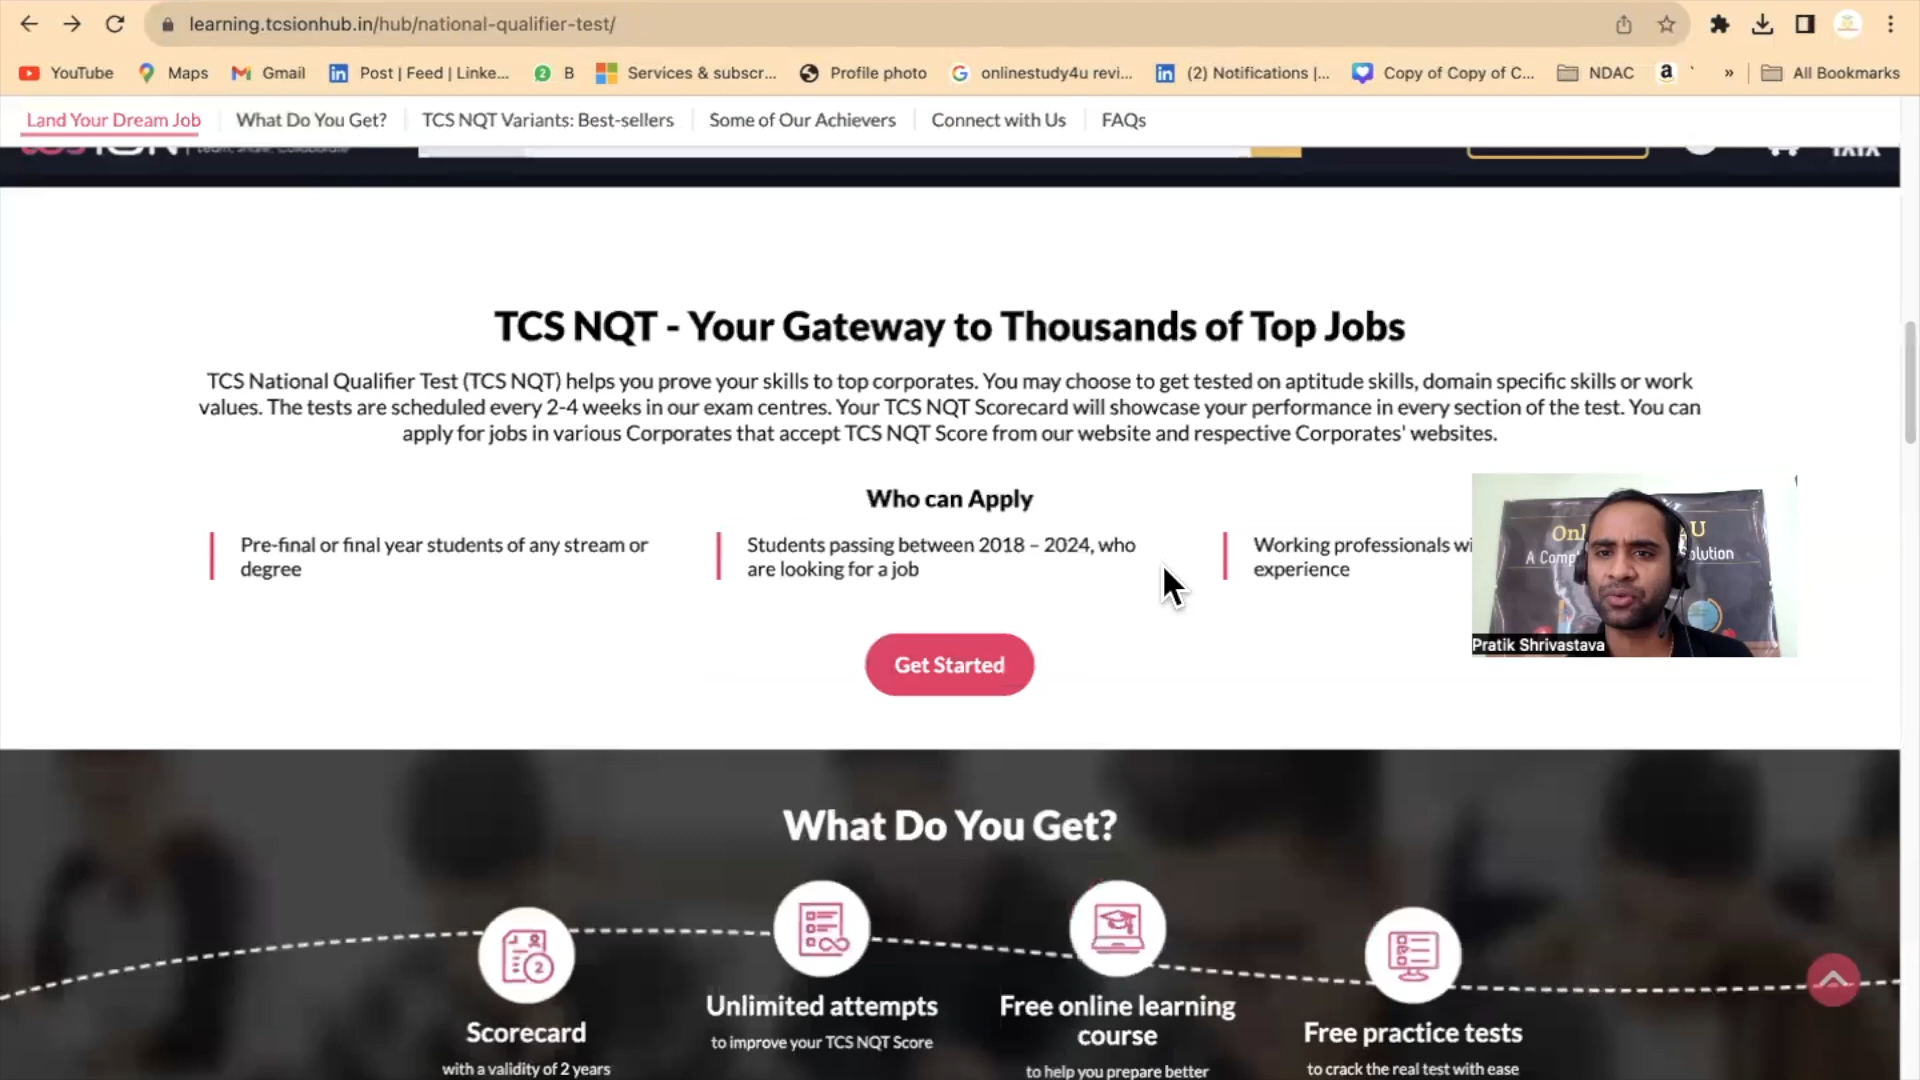 learning.tcsionhub.in/hub/national-qualifier-test/
YouTube Maps Gmail Post | Feed | Linke... 2 B Services & subscr... Profile photo onlinestudy4u revi... (2) Notifications |... Copy of Copy of C... NDAC » All Bookmarks
Land Your Dream Job What Do You Get? TCS NQT Variants: Best-sellers Some of Our Achievers Connect with Us FAQs
TCS NQT - Your Gateway to Thousands of Top Jobs
TCS National Qualifier Test (TCS NQT) helps you prove your skills to top corporates. You may choose to get tested on aptitude skills, domain specific skills or work
values. The tests are scheduled every 2-4 weeks in our exam centres. Your TCS NQT Scorecard will showcase your performance in every section of the test. You can
apply for jobs in various Corporates that accept TCS NQT Score from our website and respective Corporates' websites.
Who can Apply
Pre-final or final year students of any stream or
degree
Students passing between 2018 – 2024, who
are looking for a job
Working professionals wi
experience
Onl U
A Comp olution
Pratik Shrivastava
Get Started
What Do You Get?
Scorecard
with a validity of 2 years
Unlimited attempts
to improve your TCS NQT Score
Free online learning
course
to help you prepare better
Free practice tests
to crack the real test with ease